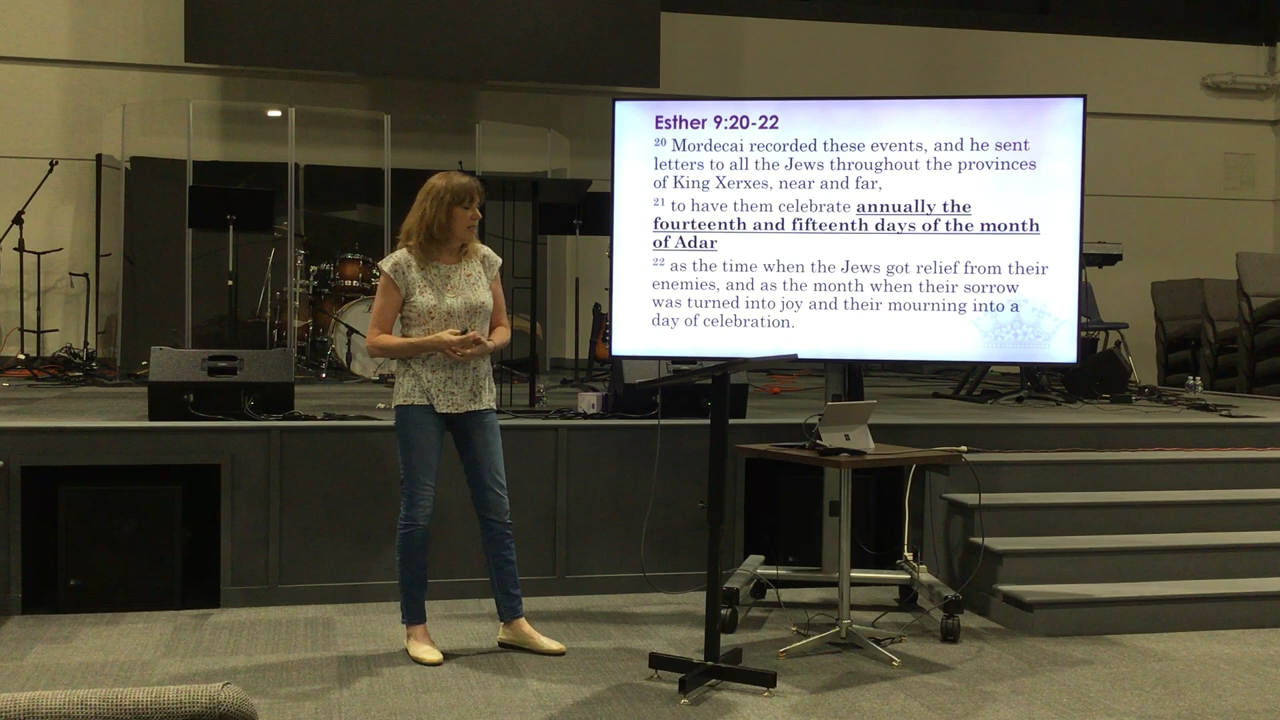 Esther 9:20-22
20 Mordecai recorded these events, and he sent
letters to all the Jews throughout the provinces
of King Xerxes, near and far,
21 to have them celebrate annually the
fourteenth and fifteenth days of the month
of Adar
22 as the time when the Jews got relief from their
enemies, and as the month when their sorrow
was turned into joy and their mourning into a
day of celebration.